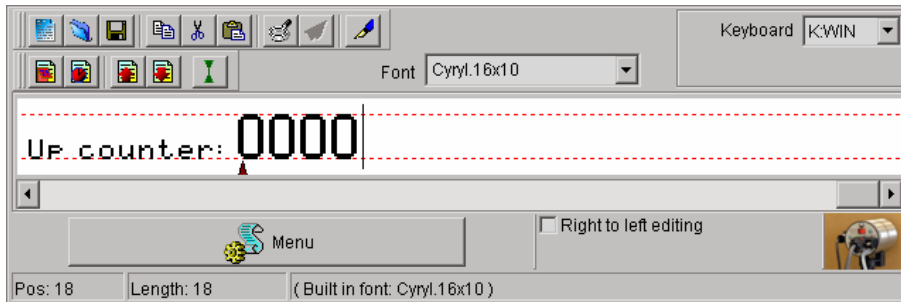 Keyboard K:WIN
Font Cyryl.16x10
Up counter: 0000
Menu
Right to left editing
Pos: 18 Length: 18 ( Built in font: Cyryl.16x10 )